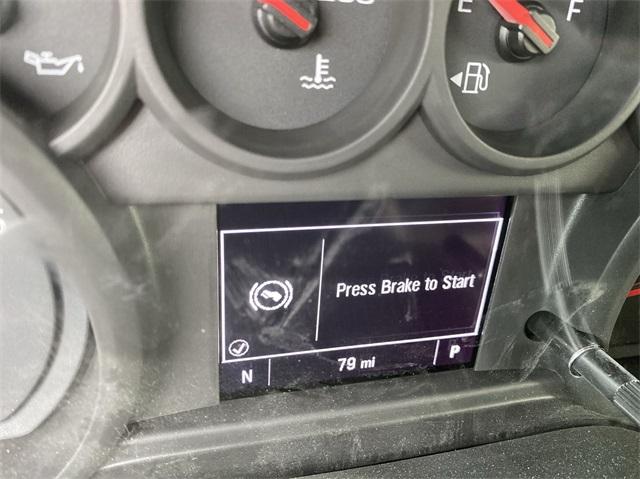 E F
Press Brake to Start
N 79 mi P